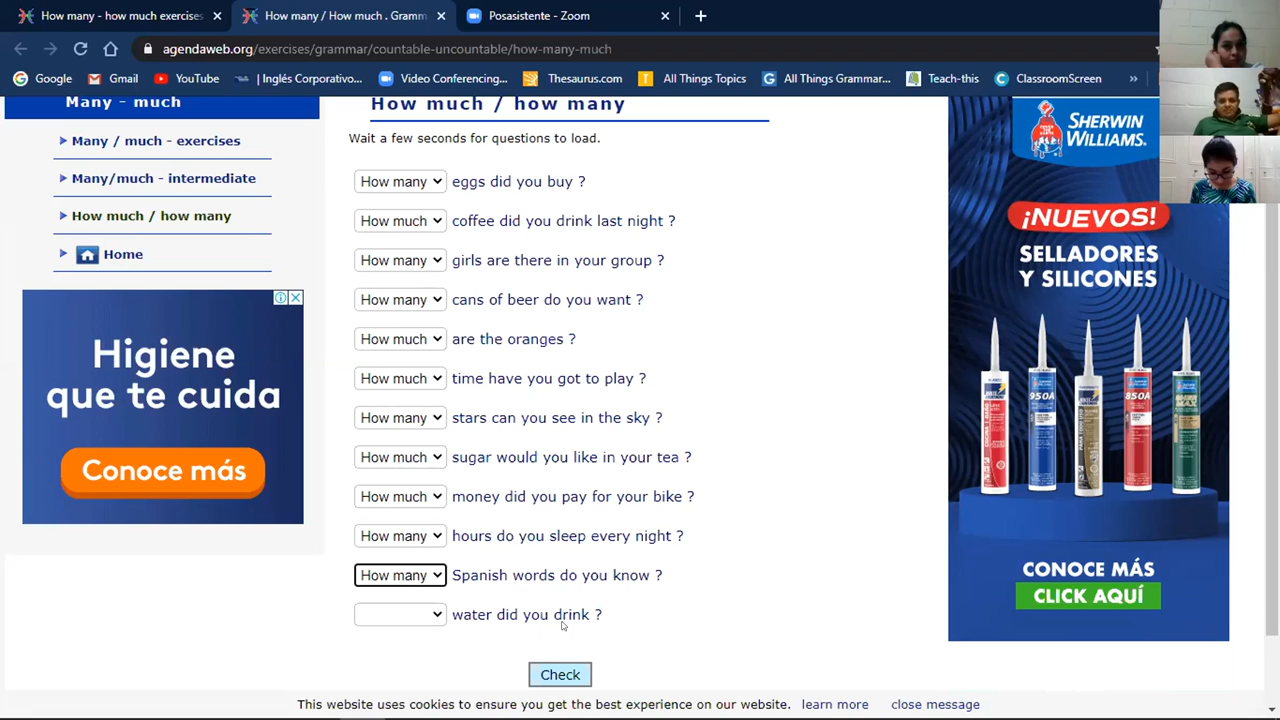 How many - how much exercises
How many / How much . Gramm
Posasistente - Zoom
agendaweb.org/exercises/grammar/countable-uncountable/how-many-much
Google
Gmail
YouTube
| Inglés Corporativo...
Video Conferencing...
Thesaurus.com
All Things Topics
All Things Grammar...
Teach-this
ClassroomScreen
»
Many - much
Many / much - exercises
Many/much - intermediate
How much / how many
Home
Higiene
que te cuida
Conoce más
How much / how many
Wait a few seconds for questions to load.
How many eggs did you buy ?
How much coffee did you drink last night ?
How many girls are there in your group ?
How many cans of beer do you want ?
How much are the oranges ?
How much time have you got to play ?
How many stars can you see in the sky ?
How much sugar would you like in your tea ?
How much money did you pay for your bike ?
How many hours do you sleep every night ?
How many Spanish words do you know ?
water did you drink ?
Check
SHERWIN
WILLIAMS.
¡NUEVOS!
SELLADORES
Y SILICONES
950A
850A
CONOCE MÁS
CLICK AQUÍ
This website uses cookies to ensure you get the best experience on our website. learn more close message